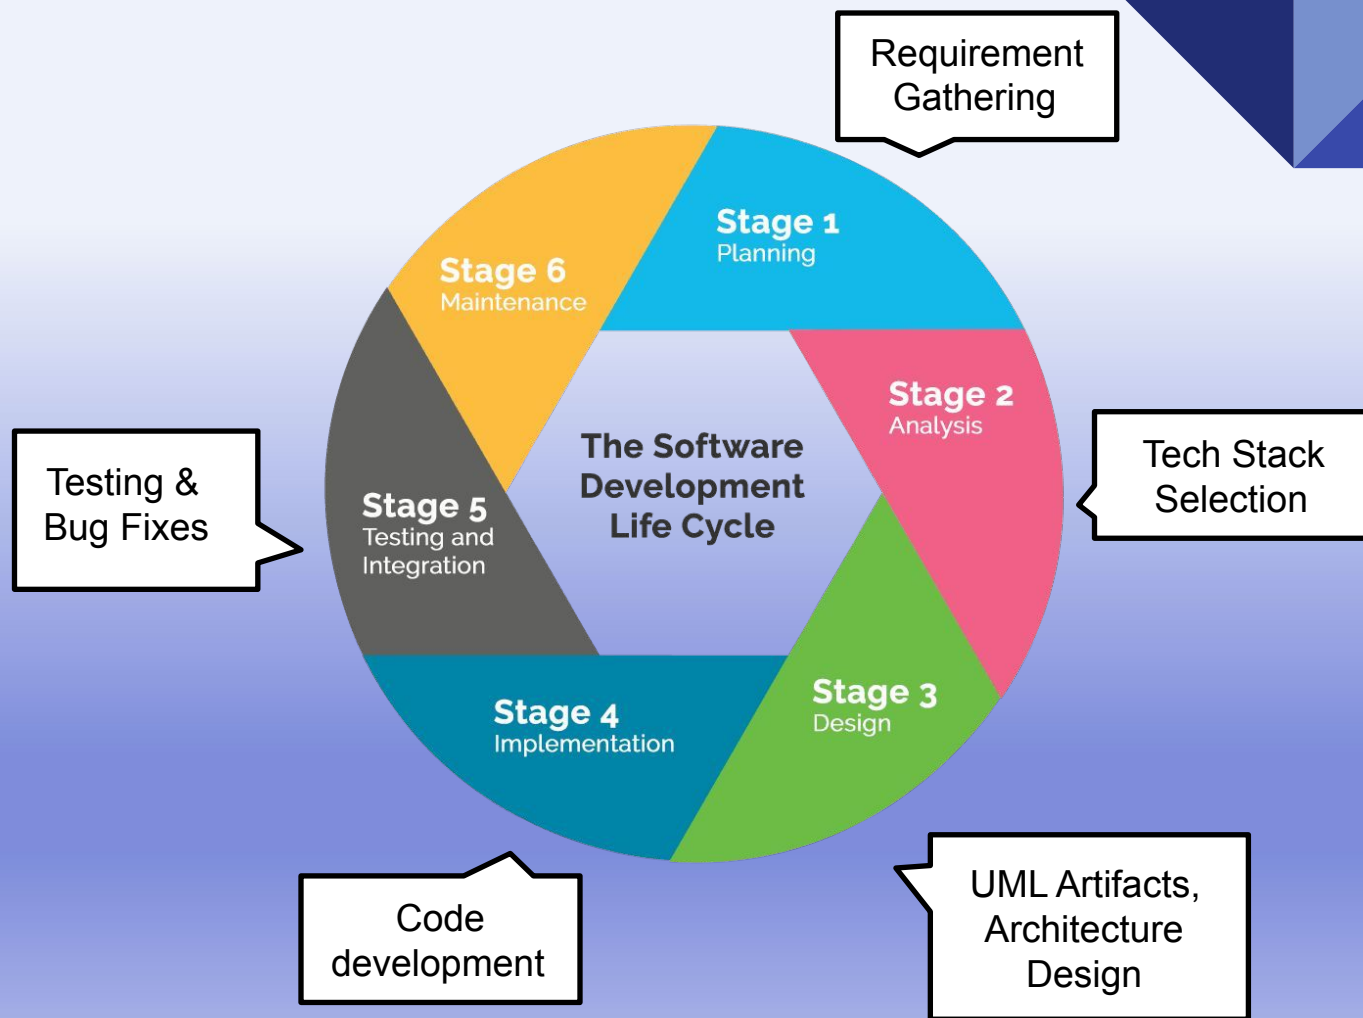 Requirement
Gathering
Stage 1
Planning
Stage 6
Maintenance
Stage 2
Analysis
The Software
Development
Life Cycle
Tech Stack
Selection
Testing &
Bug Fixes
Stage 5
Testing and
Integration
Stage 3
Design
Stage 4
Implementation
UML Artifacts,
Architecture
Design
Code
development